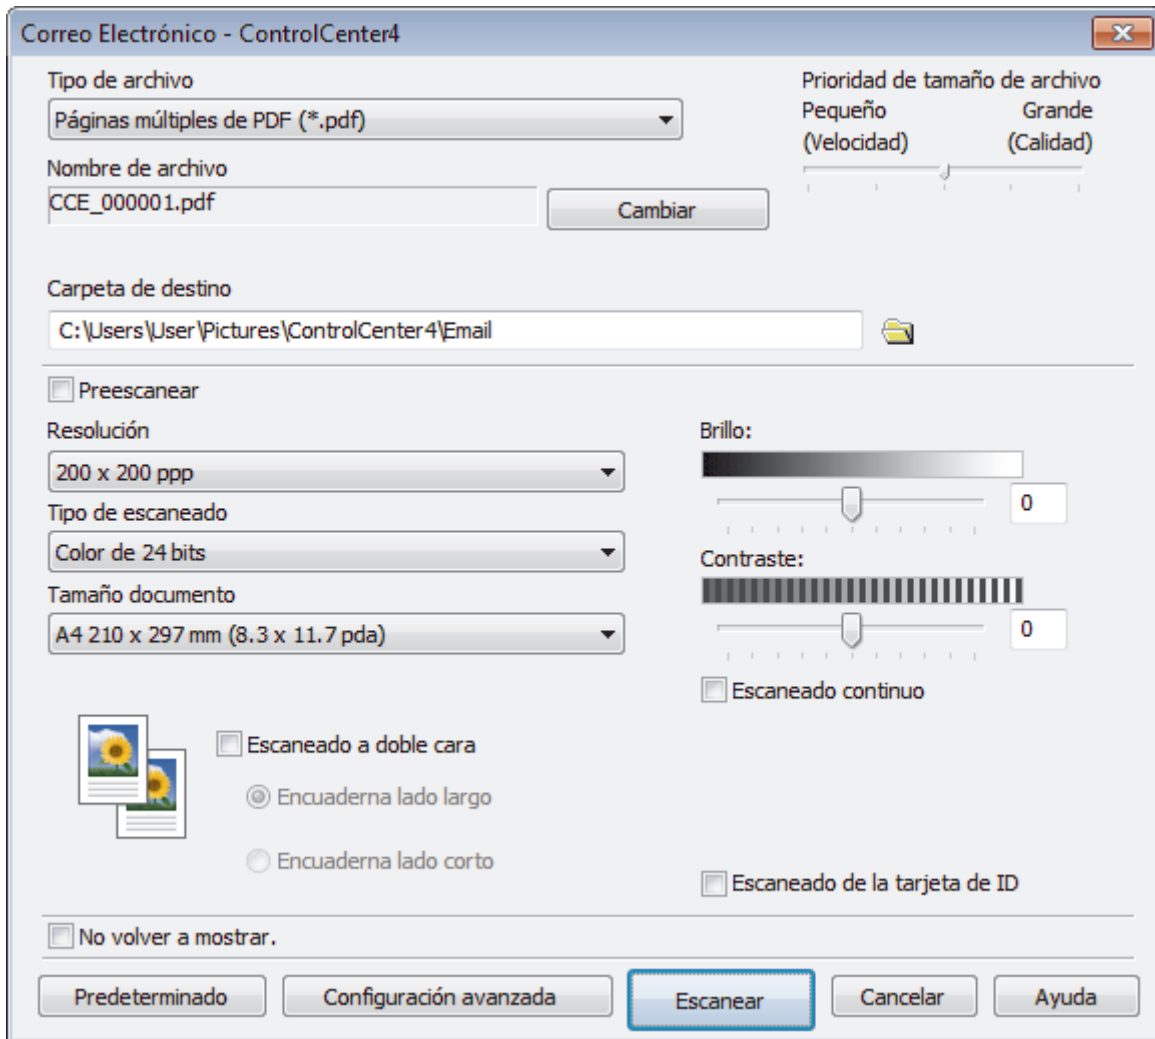 Correo Electrónico - ControlCenter4
Tipo de archivo
Páginas múltiples de PDF (*.pdf)
Prioridad de tamaño de archivo
Pequeño Grande
(Velocidad) (Calidad)
Nombre de archivo
CCE_000001.pdf
Cambiar
Carpeta de destino
C:\Users\User\Pictures\ControlCenter4\Email
Preescanear
Resolución
200 x 200 ppp
Tipo de escaneado
Color de 24 bits
Tamaño documento
A4 210 x 297 mm (8.3 x 11.7 pda)
Brillo:
0
Contraste:
0
Escaneado continuo
Escaneado a doble cara
Encuaderna lado largo
Encuaderna lado corto
Escaneado de la tarjeta de ID
No volver a mostrar.
Predeterminado Configuración avanzada Escanear Cancelar Ayuda